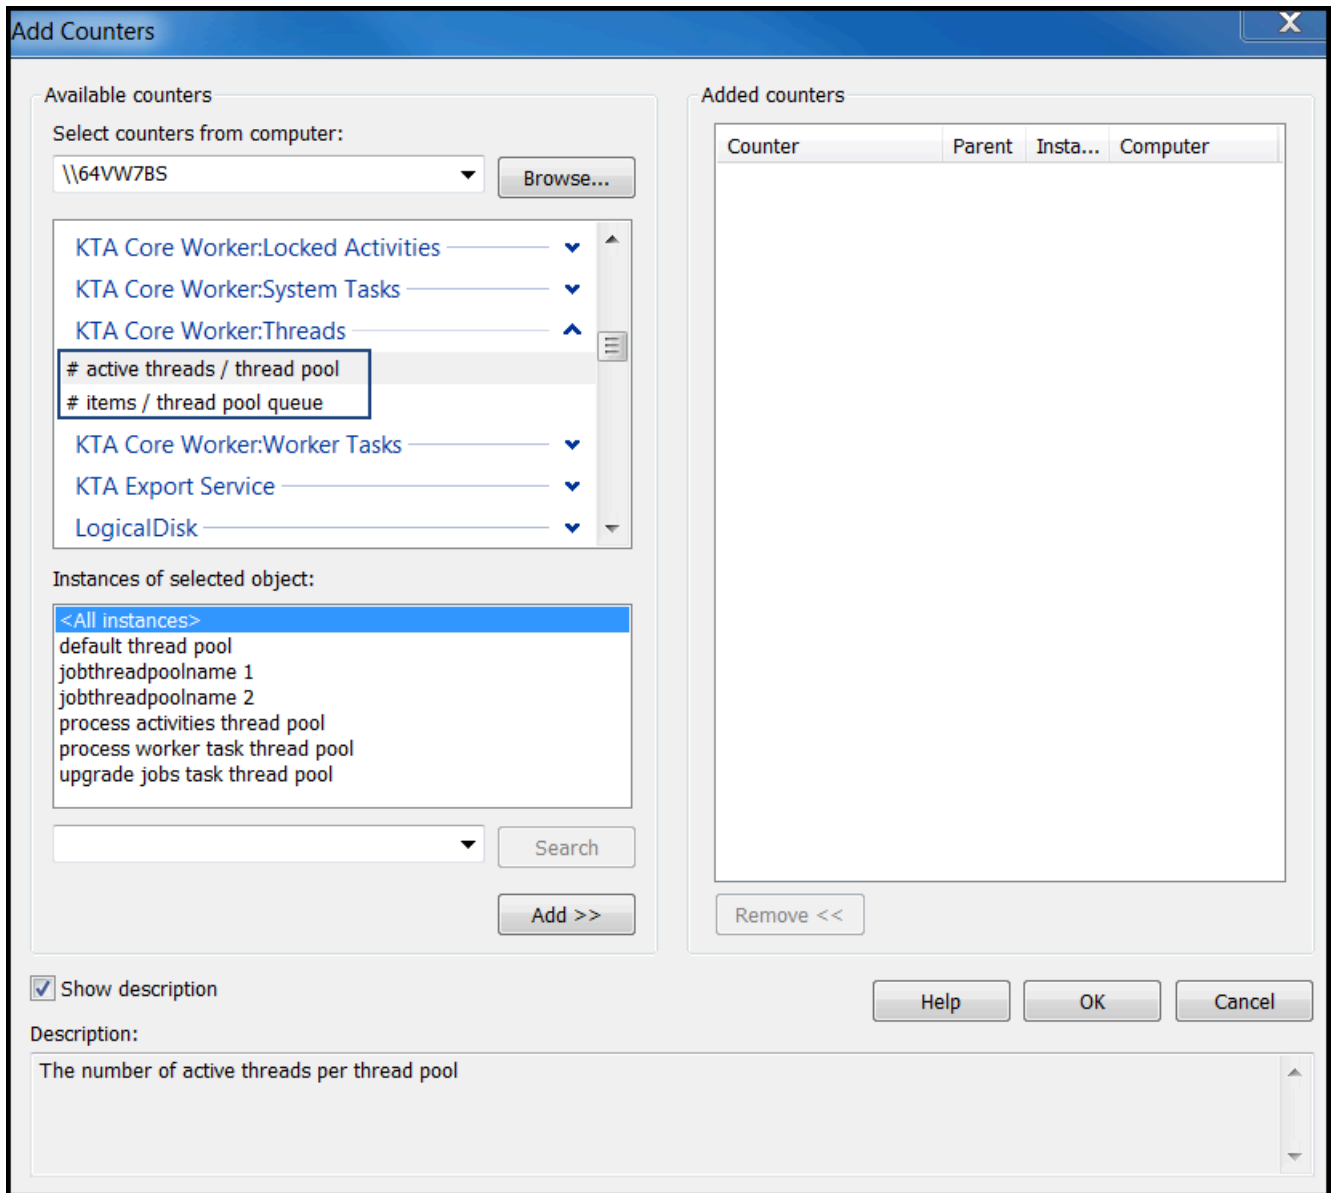 Add Counters
X
Available counters
Select counters from computer:
\\64VW7BS
Browse...
KTA Core Worker:Locked Activities
KTA Core Worker:System Tasks
KTA Core Worker:Threads
# active threads / thread pool
# items / thread pool queue
KTA Core Worker:Worker Tasks
KTA Export Service
LogicalDisk
Instances of selected object:
<All instances>
default thread pool
jobthreadpoolname 1
jobthreadpoolname 2
process activities thread pool
process worker task thread pool
upgrade jobs task thread pool
Search
Add >>
Added counters
Counter Parent Insta... Computer
Remove <<
Show description
Help OK Cancel
Description:
The number of active threads per thread pool